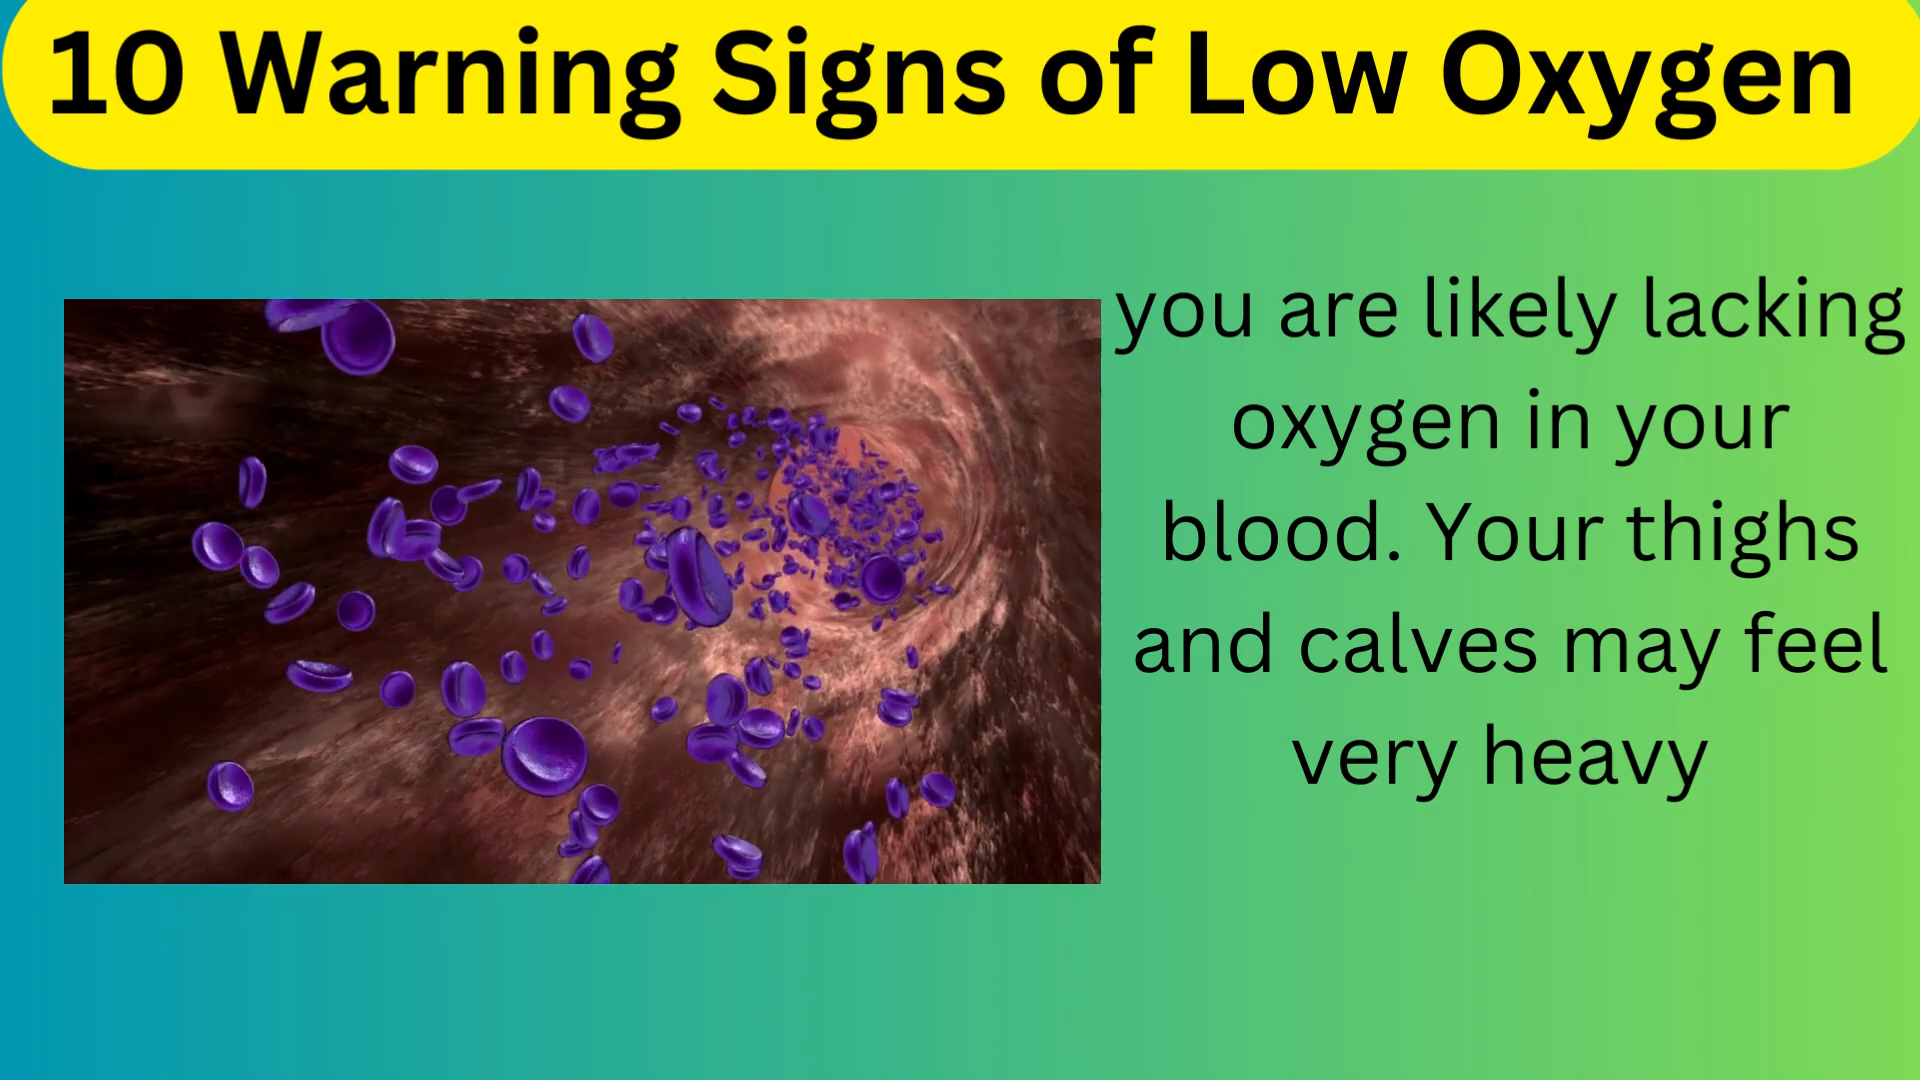 10 Warning Signs of Low Oxygen
you are likely lacking
oxygen in your
blood. Your thighs
and calves may feel
very heavy